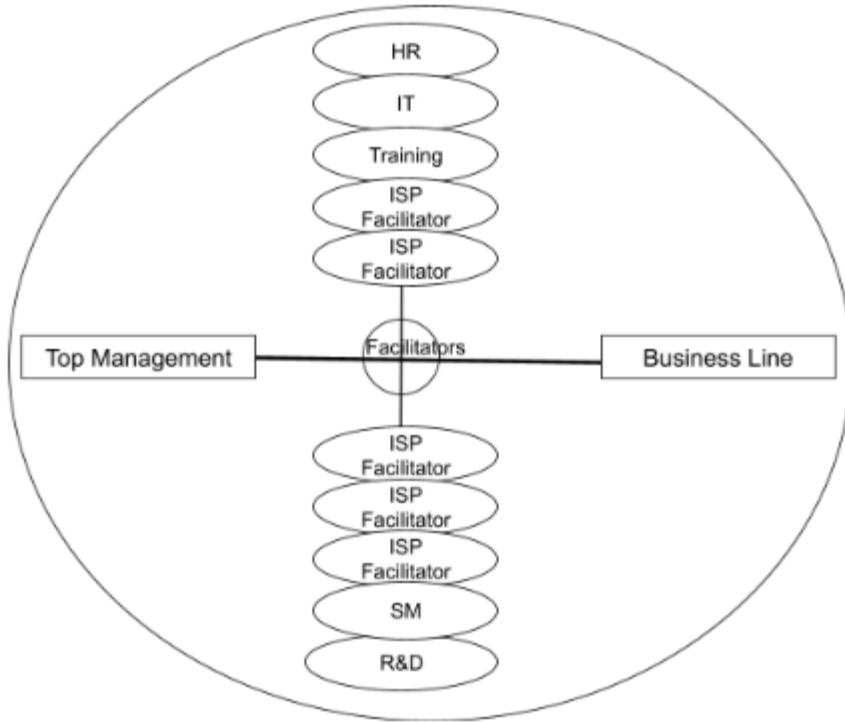 HR
IT
Training
ISP
Facilitator
ISP
Facilitator
Facilitators
Top Management
Business Line
ISP
Facilitator
ISP
Facilitator
ISP
Facilitator
SM
R&D